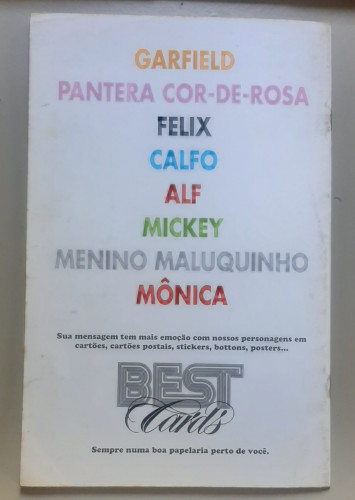 GARFIELD
PANTERA COR-DE-ROSA
FELIX
CALFO
ALF
MICKEY
MENINO MALUQUINHO
MÔNICA
Sua mensagem tem mais emoção com nossos personagens em
cartões, cartões postais, stickers, bottons, posters...
BEST
Cards
Sempre numa boa papelaria perto de você.